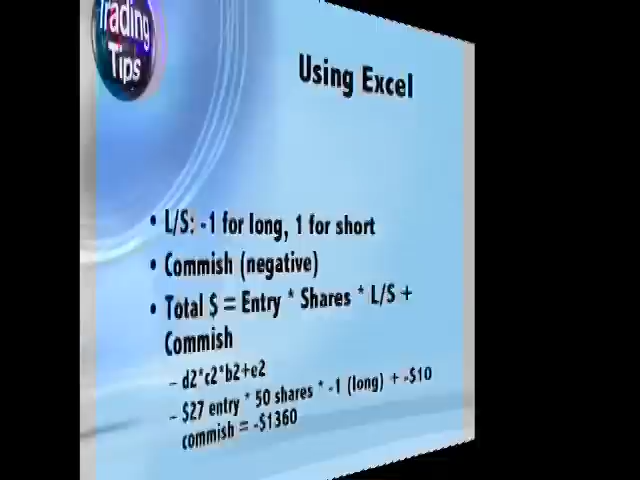 Trading
Tips
Using Excel
• L/S: -1 for long, 1 for short
• Commish (negative)
• Total $ = Entry * Shares * L/S +
Commish
– d2*c2*b2+e2
– $27 entry * 50 shares * -1 (long) + -$10
commish = -$1360